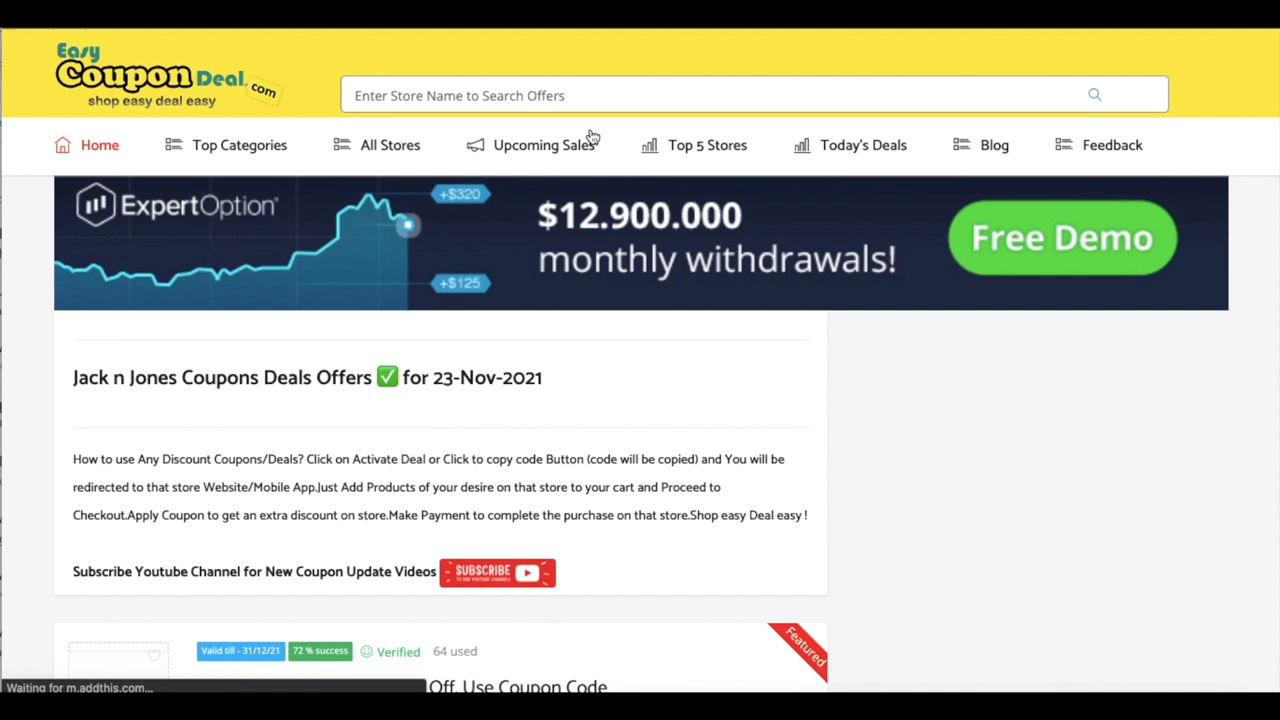 Easy
Coupon Deal .com
shop easy deal easy
Enter Store Name to Search Offers
Home Top Categories All Stores Upcoming Sales Top 5 Stores Today's Deals Blog Feedback
ExpertOption
+$320
+$125
$12.900.000
monthly withdrawals!
Free Demo
Jack n Jones Coupons Deals Offers ✅ for 23-Nov-2021
How to use Any Discount Coupons/Deals? Click on Activate Deal or Click to copy code Button (code will be copied) and You will be
redirected to that store Website/Mobile App.Just Add Products of your desire on that store to your cart and Proceed to
Checkout.Apply Coupon to get an extra discount on store.Make Payment to complete the purchase on that store.Shop easy Deal easy !
Subscribe Youtube Channel for New Coupon Update Videos SUBSCRIBE
TO OUR YOUTUBE CHANNEL
Valid till - 31/12/21 72 % success Verified 64 used
Featured
Off. Use Coupon Code
Waiting for m.addthis.com...